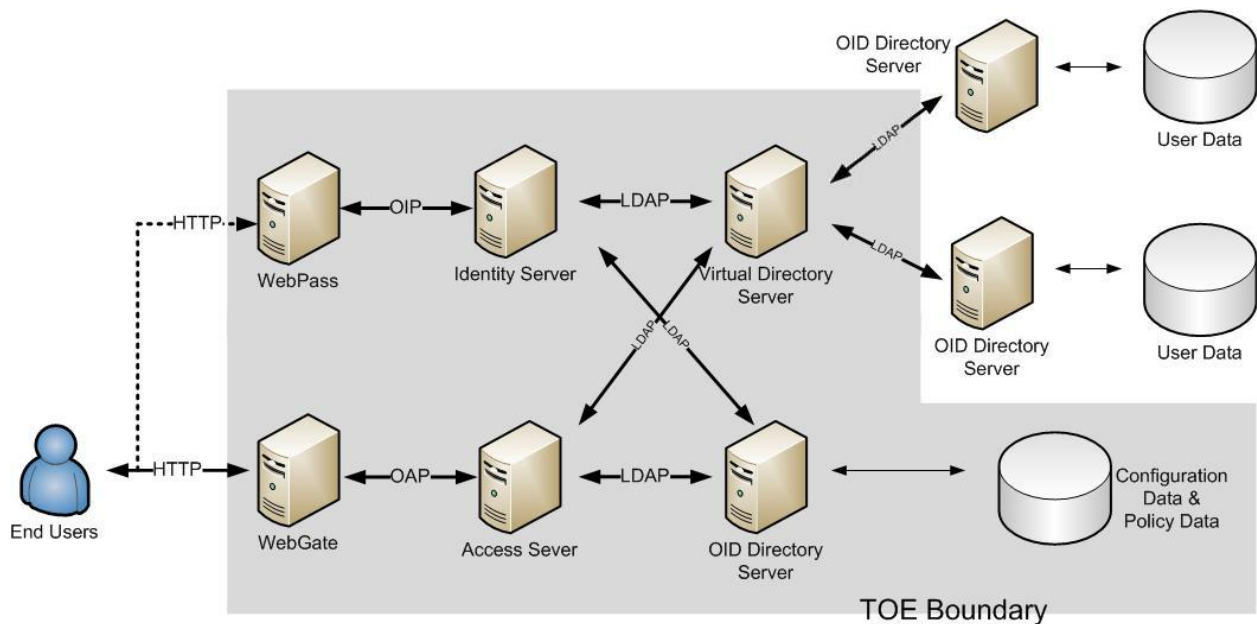 OID Directory
Server
User Data
LDAP
HTTP
OIP
LDAP
WebPass
Identity Server
Virtual Directory
Server
LDAP
OID Directory
Server
User Data
LDAP
LDAP
End Users
HTTP
OAP
LDAP
WebGate
Access Sever
OID Directory
Server
Configuration
Data &
Policy Data
TOE Boundary